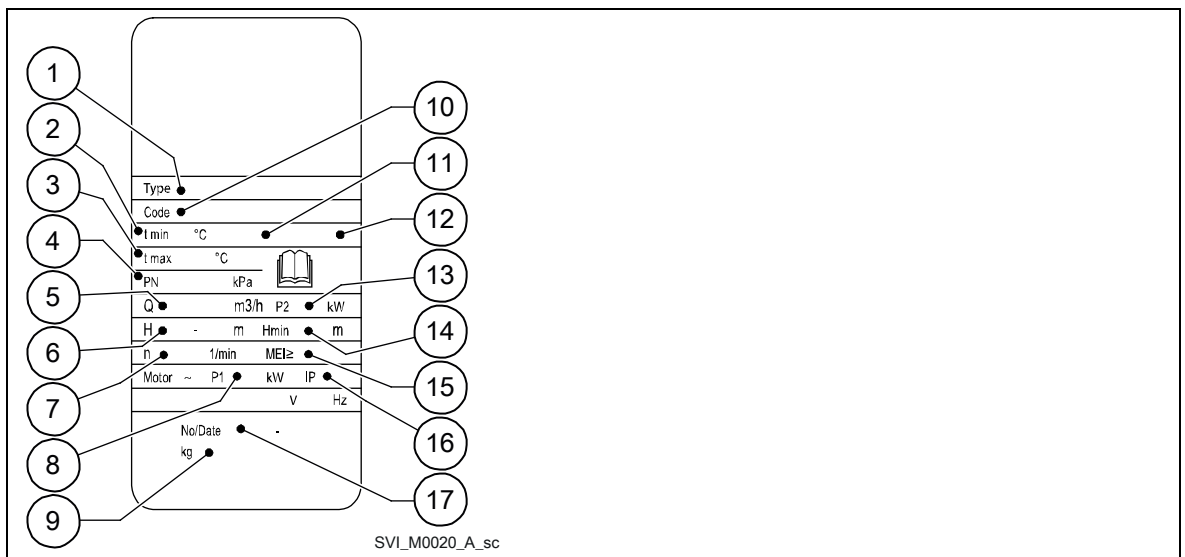 1
2
3
4
5
6
7
8
9
10
11
12
13
14
15
16
17
Type
Code
t min °C
t max °C
PN kPa
Q m3/h P2 kW
H - m Hmin m
n 1/min MEI≥
Motor ~ P1 kW IP
V Hz
No/Date -
kg
SVI_M0020_A_sc